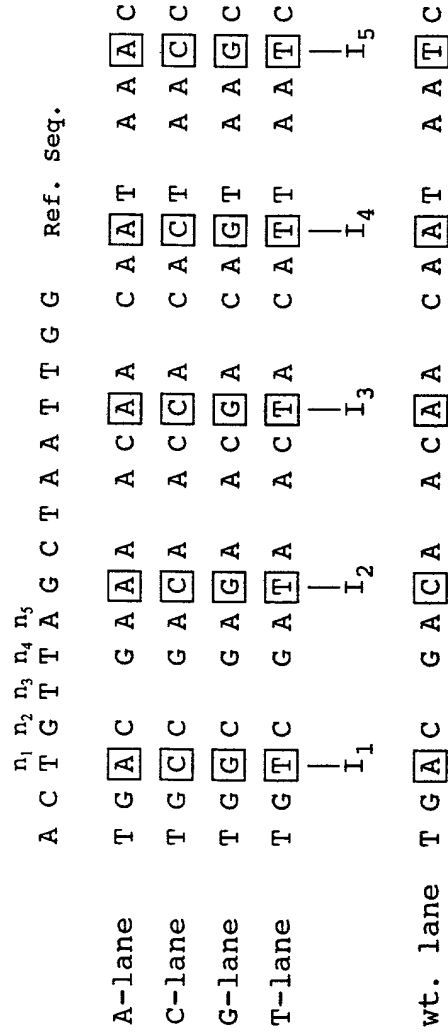 n₁ n₂ n₃ n₄ n₅
A C T G T T A G C T A A T T G G Ref. Seq.
A-lane T G A C G A A A A C A A C A A T A A A C
C-lane T G C C G A C A A C C A C A C T A A C C
G-lane T G G C G A G A A C G A C A G T A A G C
T-lane T G T C G A T A A C T A C A T T A A T C
I₁ I₂ I₃ I₄ I₅
wt. lane T G A C G A C A A C A A C A A T A A T C